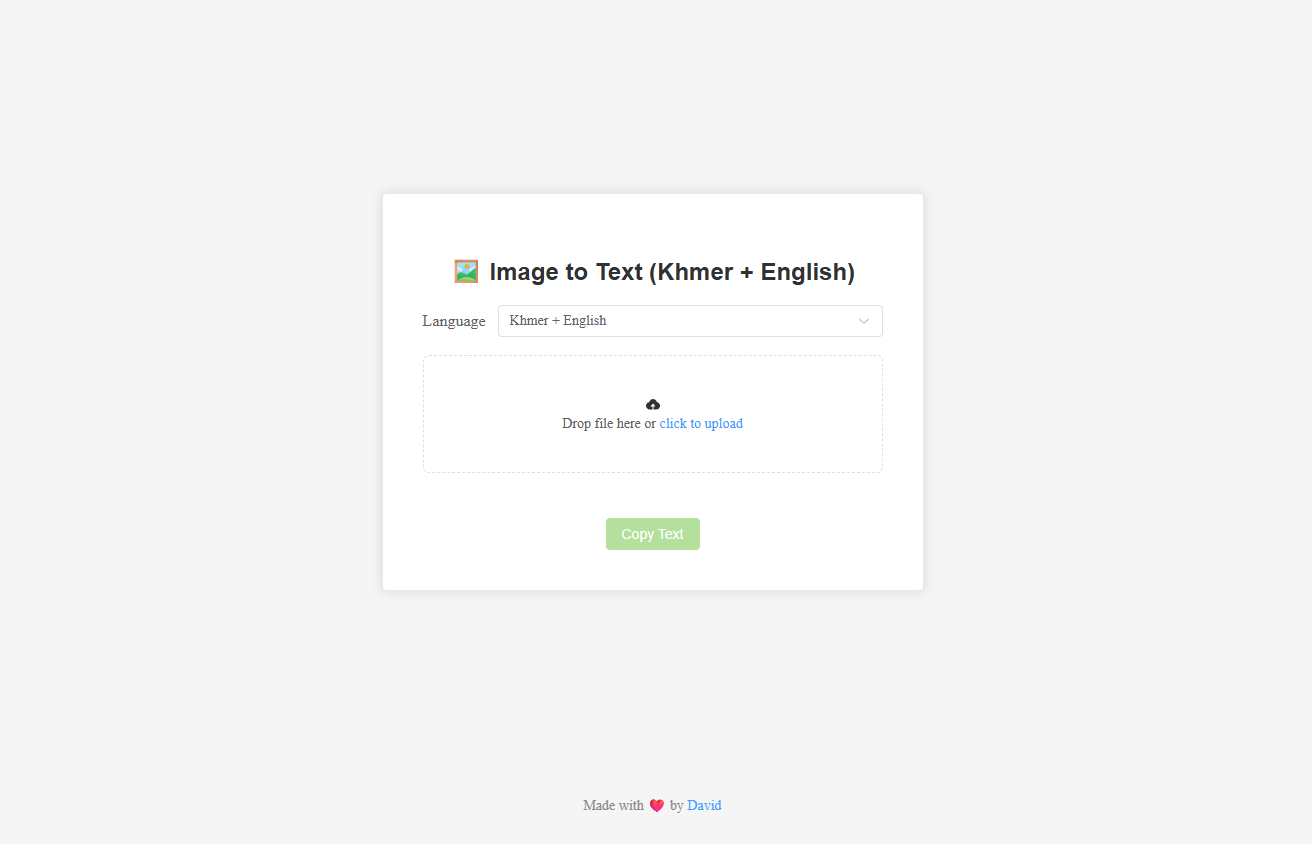 Image to Text (Khmer + English)
Language Khmer + English
Drop file here or click to upload
Copy Text
Made with ❤️ by David